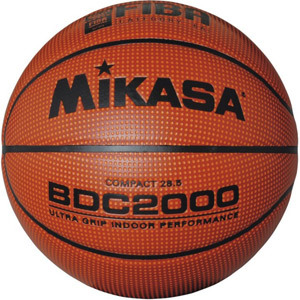 FIBA
MIKASA
COMPACT 28.5
BDC2000
ULTRA GRIP INDOOR PERFORMANCE